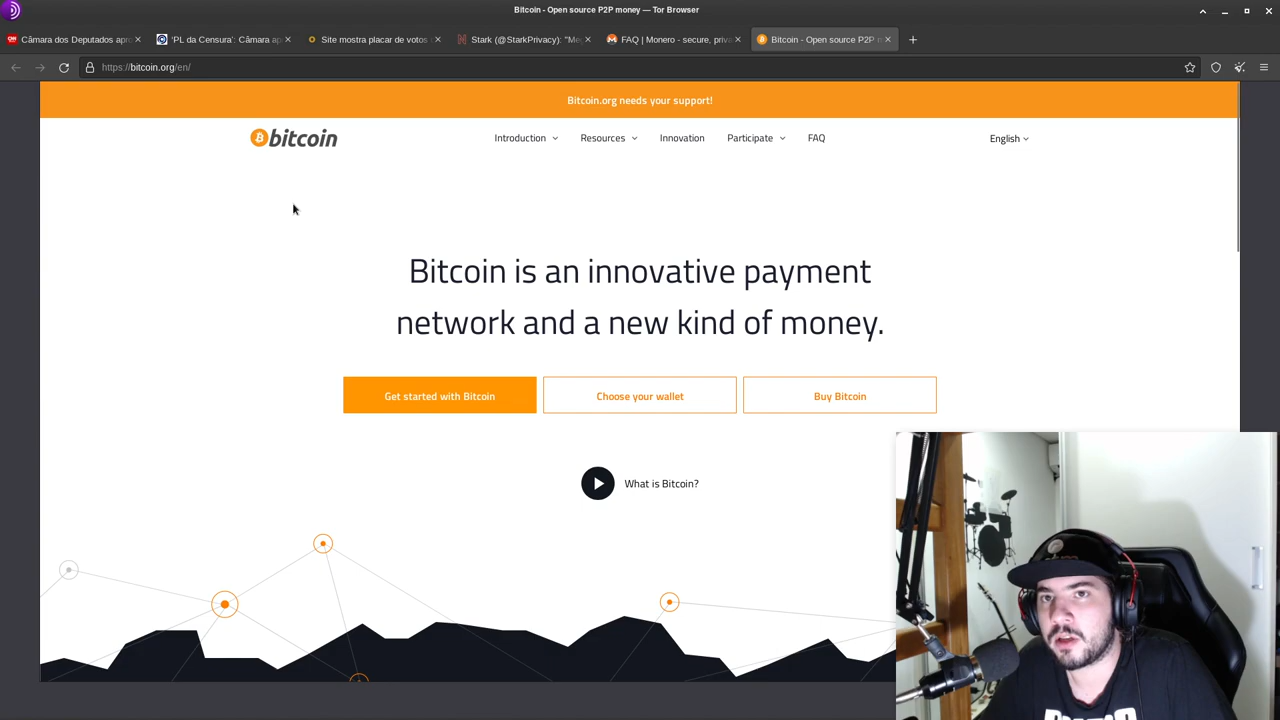 Bitcoin - Open source P2P money — Tor Browser
Câmara dos Deputados apro
'PL da Censura': Câmara ap
Site mostra placar de votos
Stark (@StarkPrivacy): "Me
FAQ | Monero - secure, priva
Bitcoin - Open source P2P m
https://bitcoin.org/en/
Bitcoin.org needs your support!
bitcoin
Introduction
Resources
Innovation
Participate
FAQ
English
Bitcoin is an innovative payment
network and a new kind of money.
Get started with Bitcoin
Choose your wallet
Buy Bitcoin
What is Bitcoin?